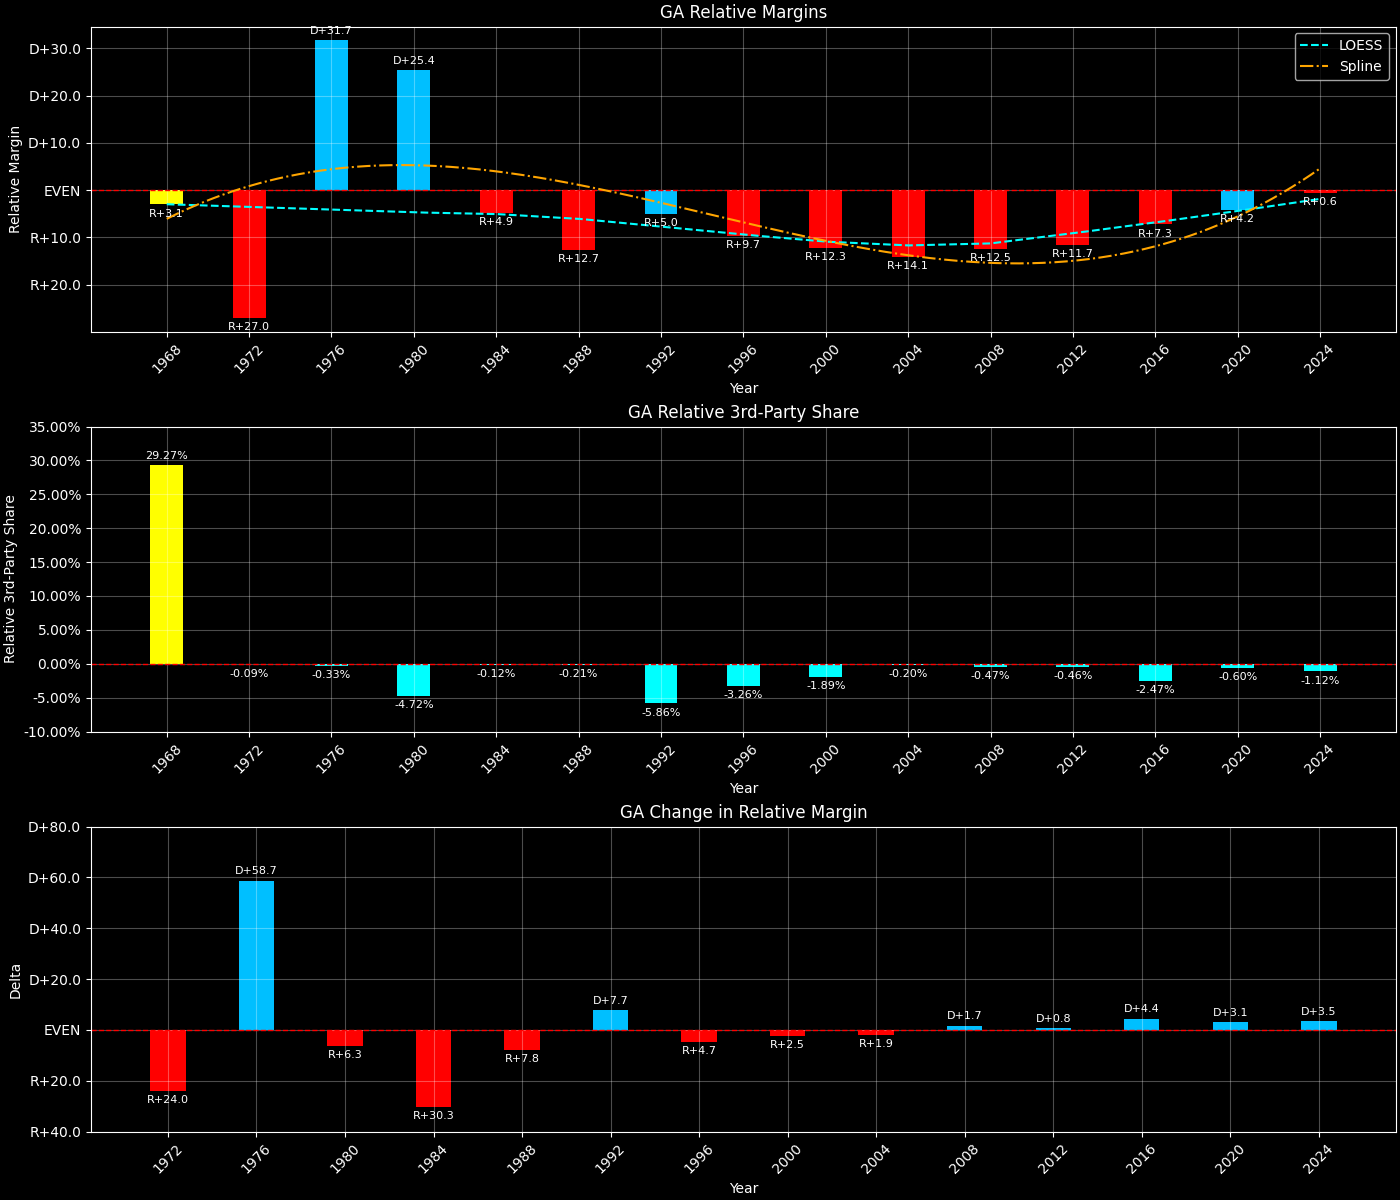 GA Relative Margins
D+30.0
D+20.0
D+10.0
EVEN
R+10.0
R+20.0
Relative Margin
LOESS
Spline
R+3.1
R+27.0
D+31.7
D+25.4
R+4.9
R+12.7
R+5.0
R+9.7
R+12.3
R+14.1
R+12.5
R+11.7
R+7.3
R+4.2
R+0.6
1968
1972
1976
1980
1984
1988
1992
1996
2000
2004
2008
2012
2016
2020
2024
Year
GA Relative 3rd-Party Share
35.00%
30.00%
25.00%
20.00%
15.00%
10.00%
5.00%
0.00%
-5.00%
-10.00%
Relative 3rd-Party Share
29.27%
-0.09%
-0.33%
-4.72%
-0.12%
-0.21%
-5.86%
-3.26%
-1.89%
-0.20%
-0.47%
-0.46%
-2.47%
-0.60%
-1.12%
1968
1972
1976
1980
1984
1988
1992
1996
2000
2004
2008
2012
2016
2020
2024
Year
GA Change in Relative Margin
D+80.0
D+60.0
D+40.0
D+20.0
EVEN
R+20.0
R+40.0
Delta
R+24.0
D+58.7
R+6.3
R+30.3
R+7.8
D+7.7
R+4.7
R+2.5
R+1.9
D+1.7
D+0.8
D+4.4
D+3.1
D+3.5
1972
1976
1980
1984
1988
1992
1996
2000
2004
2008
2012
2016
2020
2024
Year